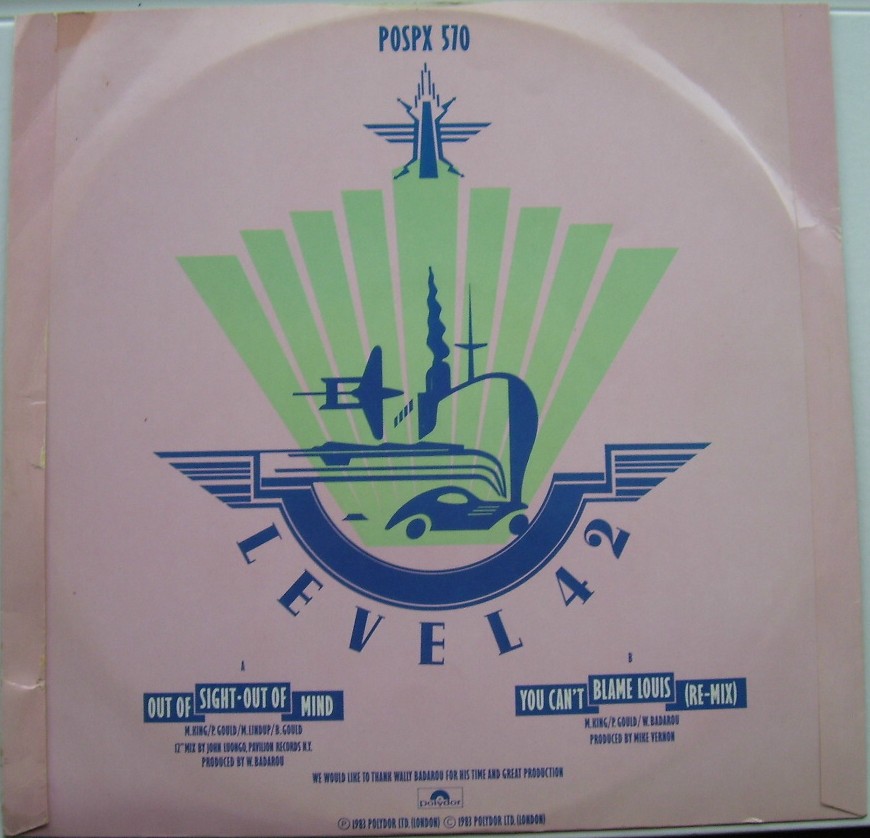 POSPX 570
E
LEVEL 42
A
OUT OF SIGHT·OUT OF MIND
M.KING/P.GOULD/M.LINDUP/B.GOULD
12" MIX BY JOHN LUONGO, PAVILION RECORDS N.Y.
PRODUCED BY W.BADAROU
B
YOU CAN'T BLAME LOUIS (RE-MIX)
M.KING/P.GOULD/W.BADAROU
PRODUCED BY MIKE VERNON
WE WOULD LIKE TO THANK WALLY BADAROU FOR HIS TIME AND GREAT PRODUCTION
polydor
Ⓟ 1983 POLYDOR LTD. (LONDON) © 1983 POLYDOR LTD. (LONDON)